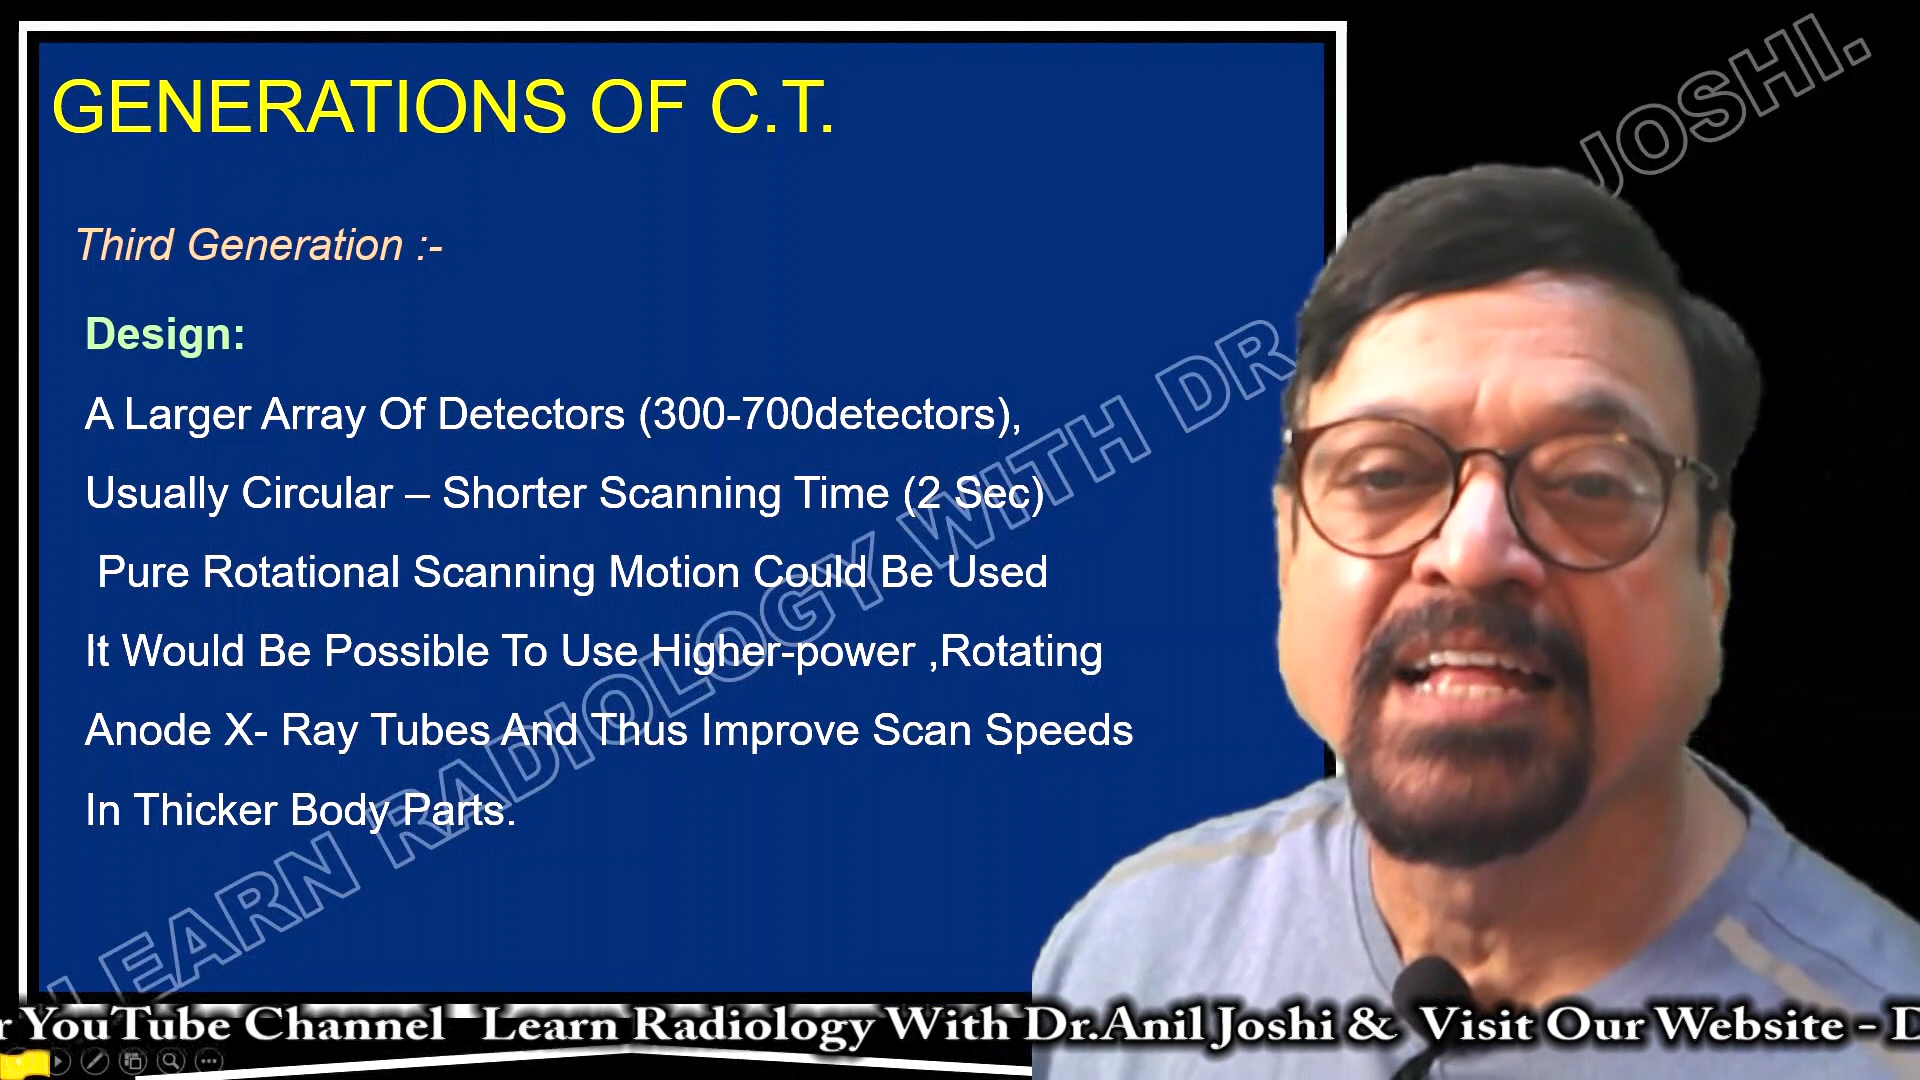 GENERATIONS OF C.T.
Third Generation :-
Design:
A Larger Array Of Detectors (300-700detectors),
Usually Circular – Shorter Scanning Time (2 Sec)
Pure Rotational Scanning Motion Could Be Used
It Would Be Possible To Use Higher-power ,Rotating
Anode X- Ray Tubes And Thus Improve Scan Speeds
In Thicker Body Parts.
LEARN RADIOLOGY WITH DR JOSHI.
r YouTube Channel Learn Radiology With Dr.Anil Joshi & Visit Our Website - D